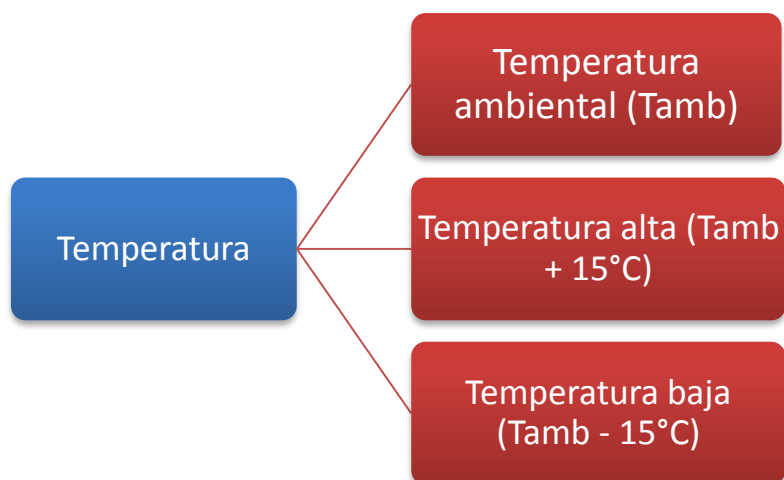 Temperatura
Temperatura
ambiental (Tamb)
Temperatura alta (Tamb
+ 15°C)
Temperatura baja
(Tamb - 15°C)